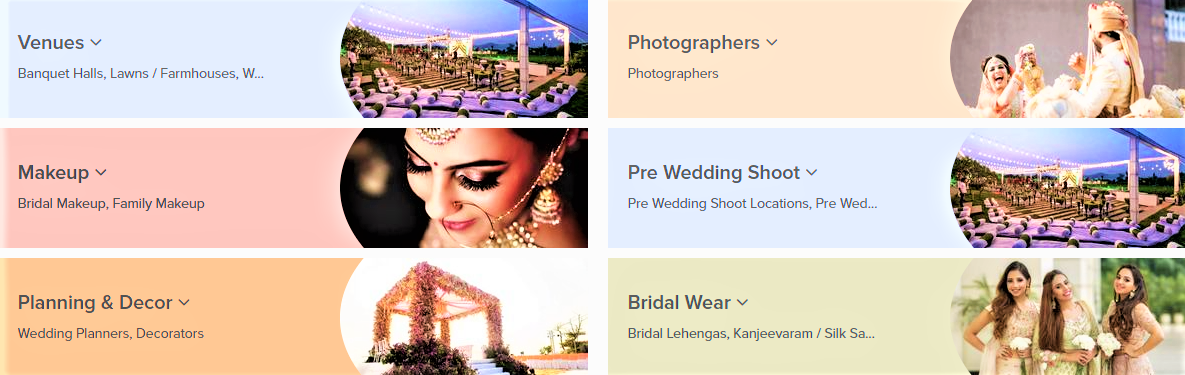 Venues
Banquet Halls, Lawns / Farmhouses, W...
Photographers
Photographers
Makeup
Bridal Makeup, Family Makeup
Pre Wedding Shoot
Pre Wedding Shoot Locations, Pre Wed...
Planning & Decor
Wedding Planners, Decorators
Bridal Wear
Bridal Lehengas, Kanjeevaram / Silk Sa...